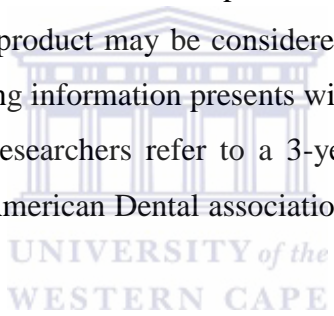 product may be considere
ng information presents wi
esearchers refer to a 3-ye
American Dental associatio
UNIVERSITY of the
WESTERN CAPE